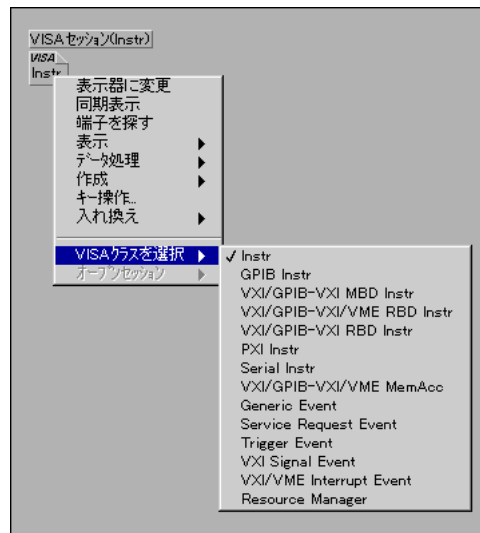 VISAセッション(Instr)
VISA
Instr
表示器に変更
同期表示
端子を探す
表示
データ処理
作成
キー操作...
入れ換え
VISAクラスを選択
オープンセッション
✓ Instr
GPIB Instr
VXI/GPIB-VXI MBD Instr
VXI/GPIB-VXI/VME RBD Instr
VXI/GPIB-VXI RBD Instr
PXI Instr
Serial Instr
VXI/GPIB-VXI/VME MemAcc
Generic Event
Service Request Event
Trigger Event
VXI Signal Event
VXI/VME Interrupt Event
Resource Manager